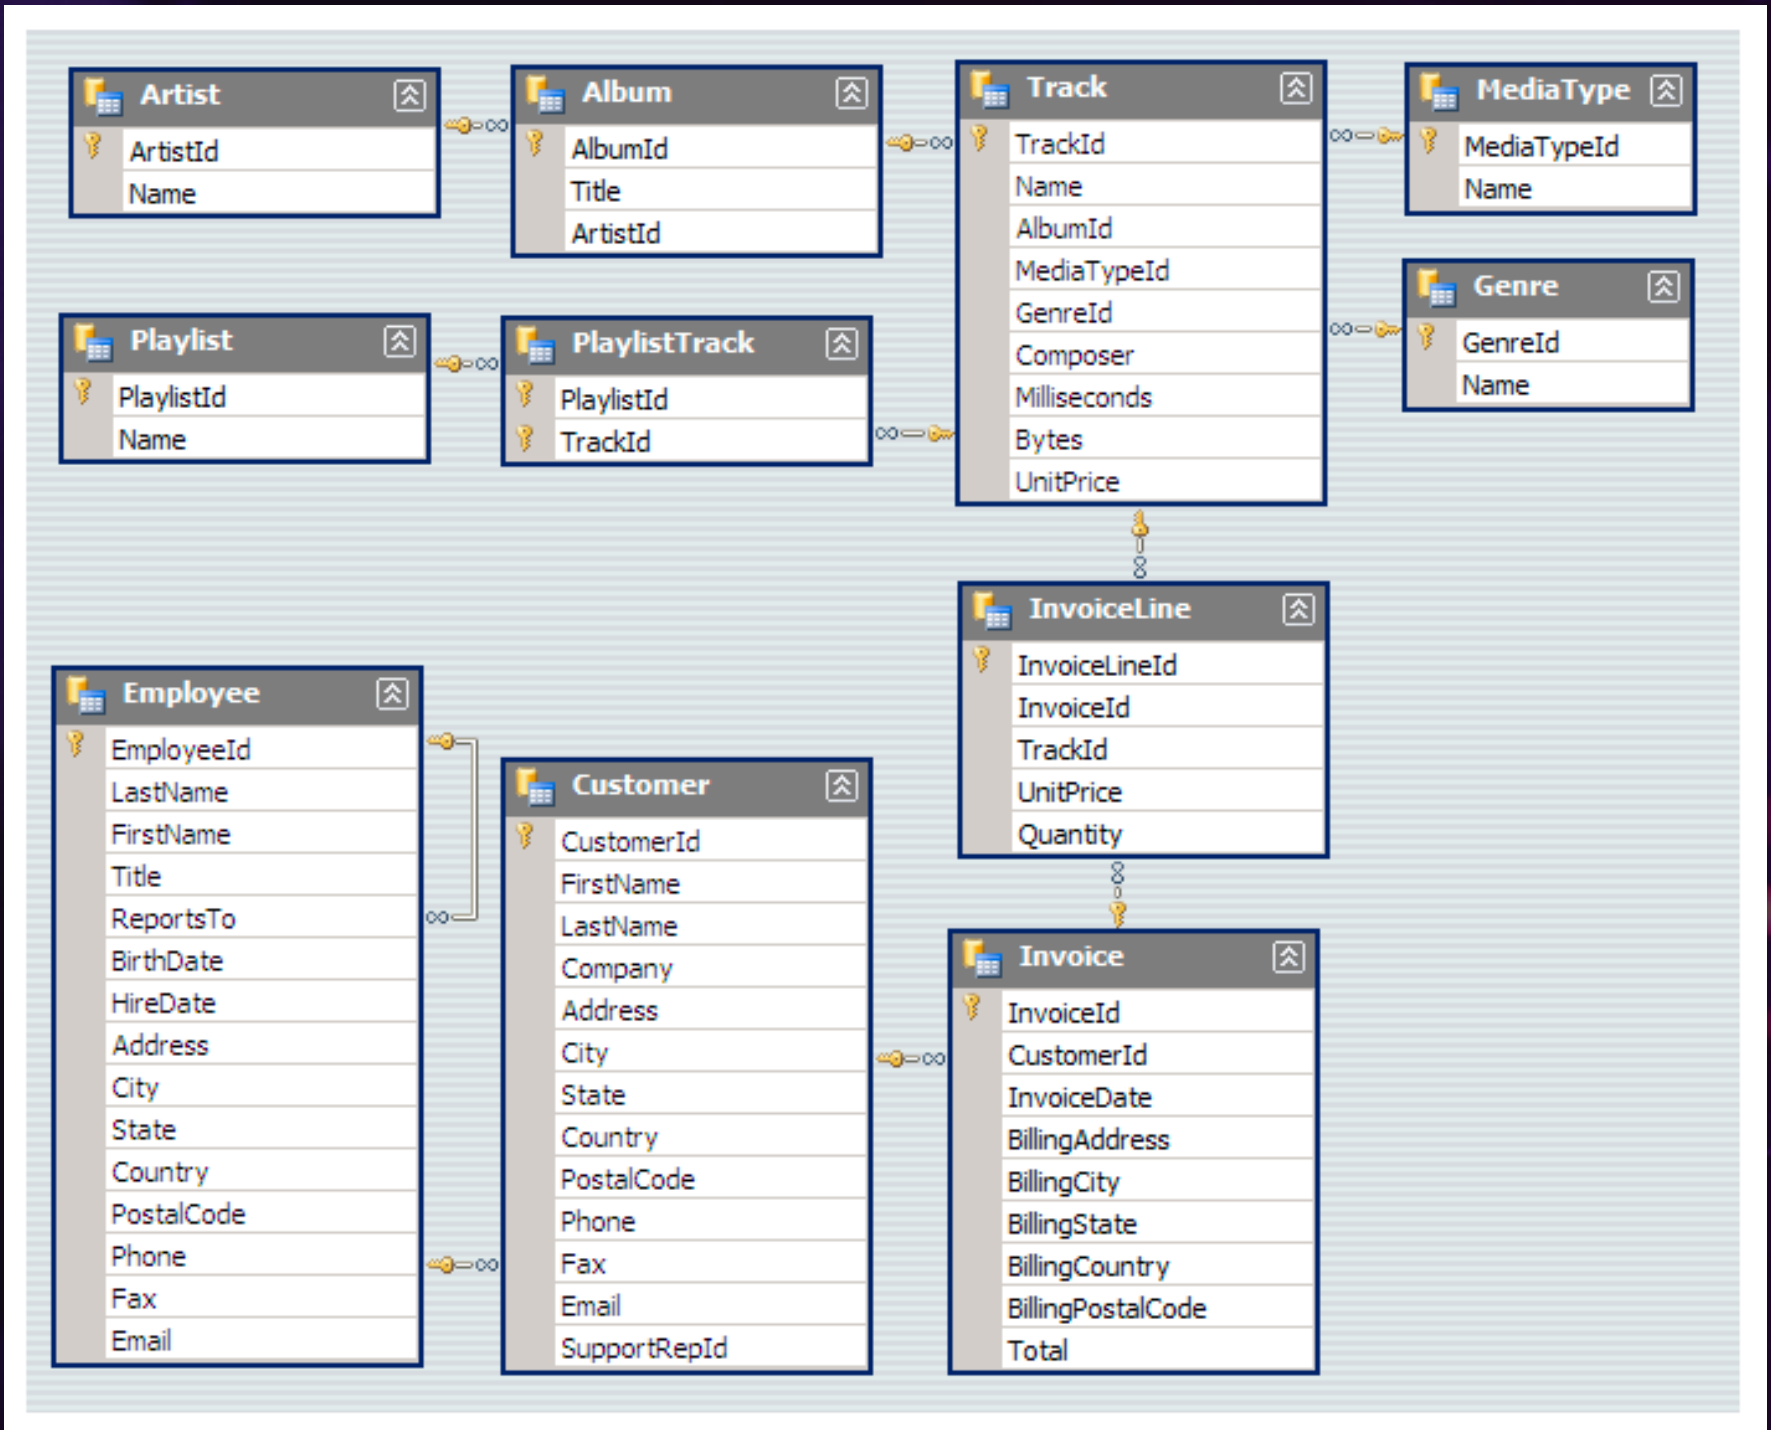 Artist
ArtistId
Name
Album
AlbumId
Title
ArtistId
Track
TrackId
Name
AlbumId
MediaTypeId
GenreId
Composer
Milliseconds
Bytes
UnitPrice
MediaType
MediaTypeId
Name
Genre
GenreId
Name
Playlist
PlaylistId
Name
PlaylistTrack
PlaylistId
TrackId
InvoiceLine
InvoiceLineId
InvoiceId
TrackId
UnitPrice
Quantity
Employee
EmployeeId
LastName
FirstName
Title
ReportsTo
BirthDate
HireDate
Address
City
State
Country
PostalCode
Phone
Fax
Email
Customer
CustomerId
FirstName
LastName
Company
Address
City
State
Country
PostalCode
Phone
Fax
Email
SupportRepId
Invoice
InvoiceId
CustomerId
InvoiceDate
BillingAddress
BillingCity
BillingState
BillingCountry
BillingPostalCode
Total